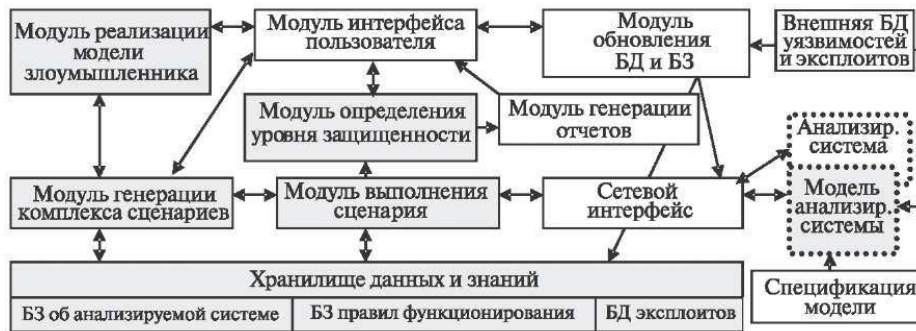 Модуль реализации
модели
злоумышленника
Модуль интерфейса
пользователя
Модуль
обновления
БД и БЗ
Внешняя БД
уязвимостей
и эксплоитов
Модуль определения
уровня защищенности
Модуль генерации
отчетов
Анализир.
система
Модуль генерации
комплекса сценариев
Модуль выполнения
сценария
Сетевой
интерфейс
Модель
анализир.
системы
Хранилище данных и знаний
БЗ об анализируемой системе
БЗ правил функционирования
БД эксплоитов
Спецификация
модели